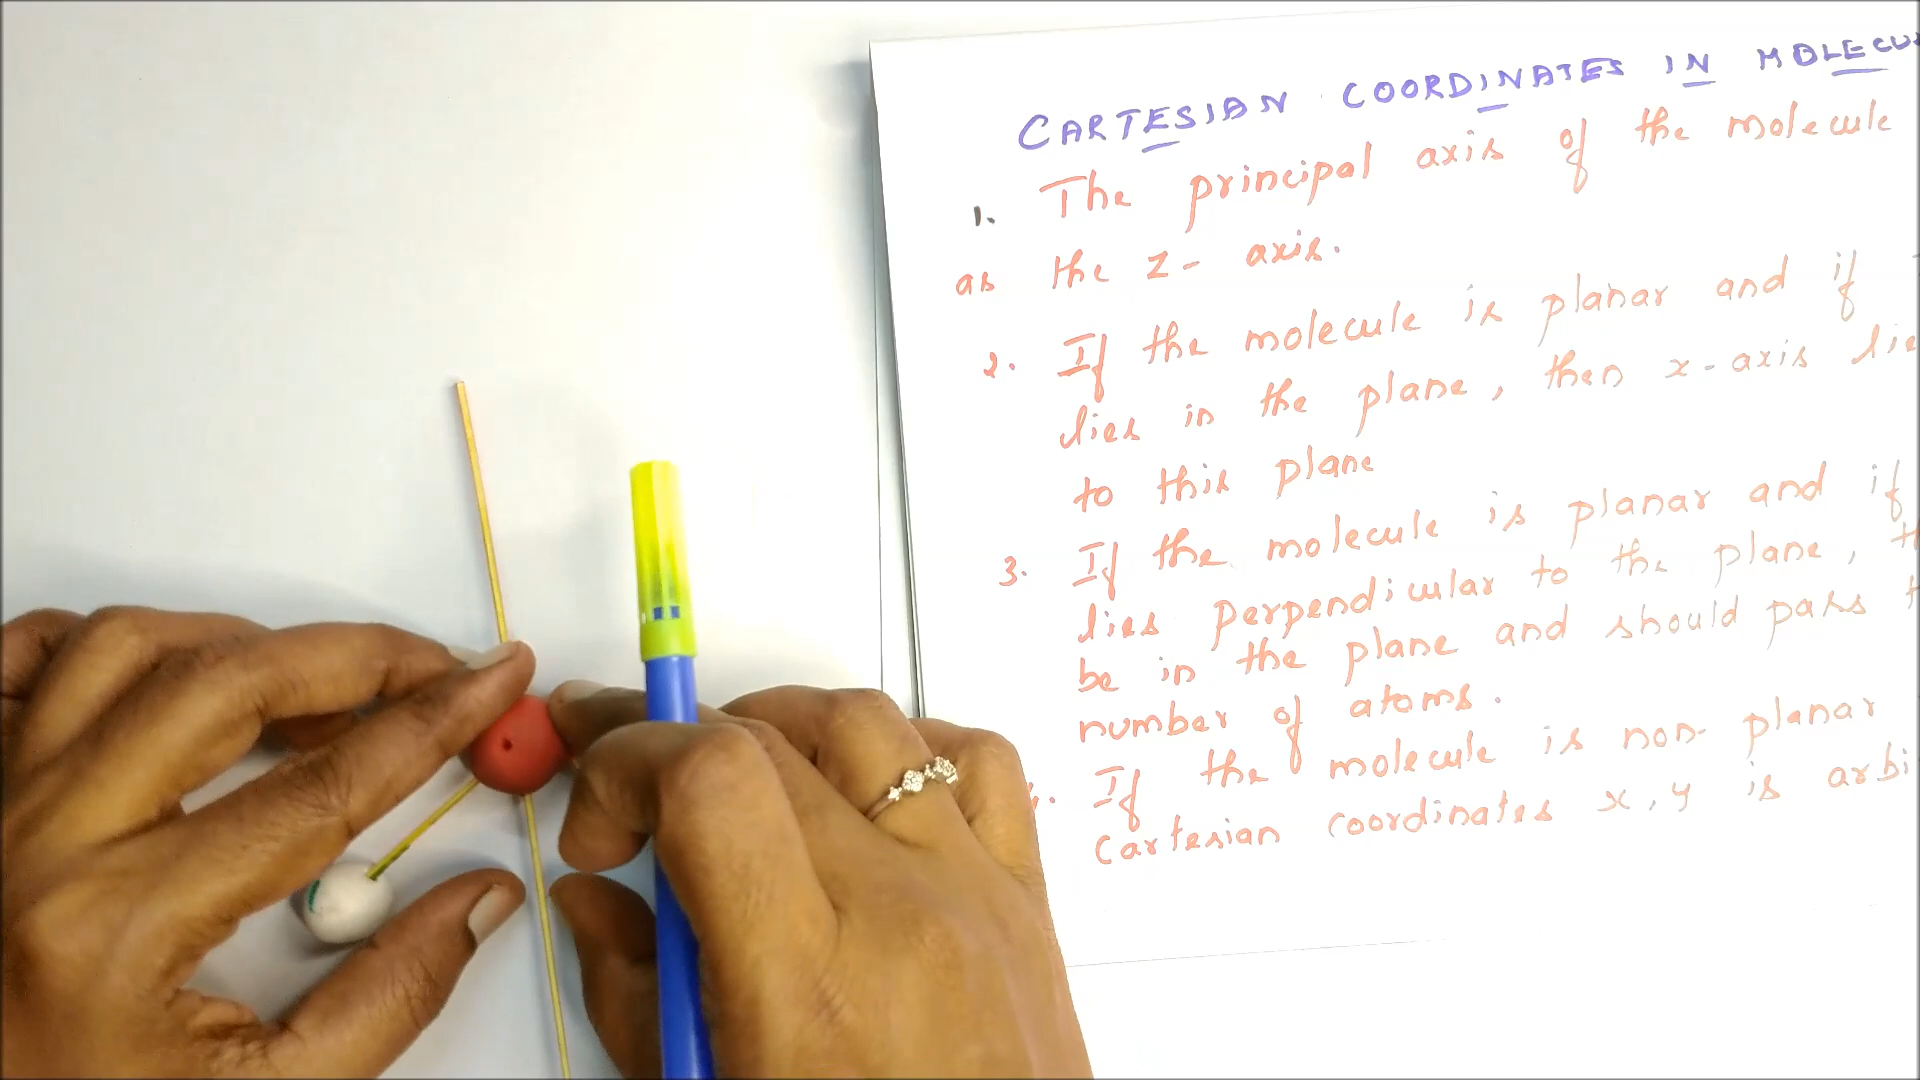 CARTESIAN COORDINATES IN MOLECU
1. The principal axis of the molecule
as the z- axis.
2. If the molecule is planar and if
lies in the plane, then x-axis lie
to this plane
3. If the molecule is planar and if
lies perpendicular to the plane,
be in the plane and should pass
number of atoms.
If the molecule is non-planar
Cartesian coordinates x, y is arbi